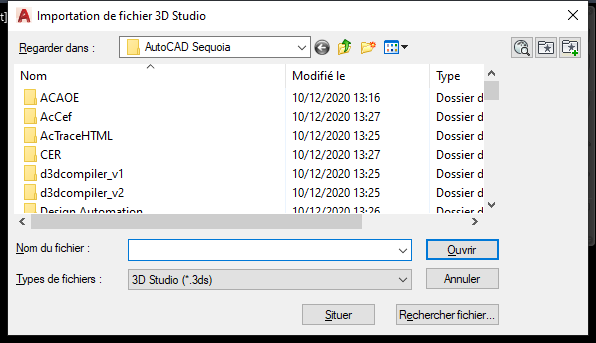 t]
Importation de fichier 3D Studio
Regarder dans :
AutoCAD Sequoia
Nom Modifié le Type
ACAOE 10/12/2020 13:16 Dossier d
AcCef 10/12/2020 13:27 Dossier d
AcTraceHTML 10/12/2020 13:25 Dossier d
CER 10/12/2020 13:27 Dossier d
d3dcompiler_v1 10/12/2020 13:25 Dossier d
d3dcompiler_v2 10/12/2020 13:25 Dossier d
Design Automation 10/12/2020 13:26 Dossier d
Nom du fichier : Ouvrir
Types de fichiers : 3D Studio (*.3ds) Annuler
Situer Rechercher fichier...